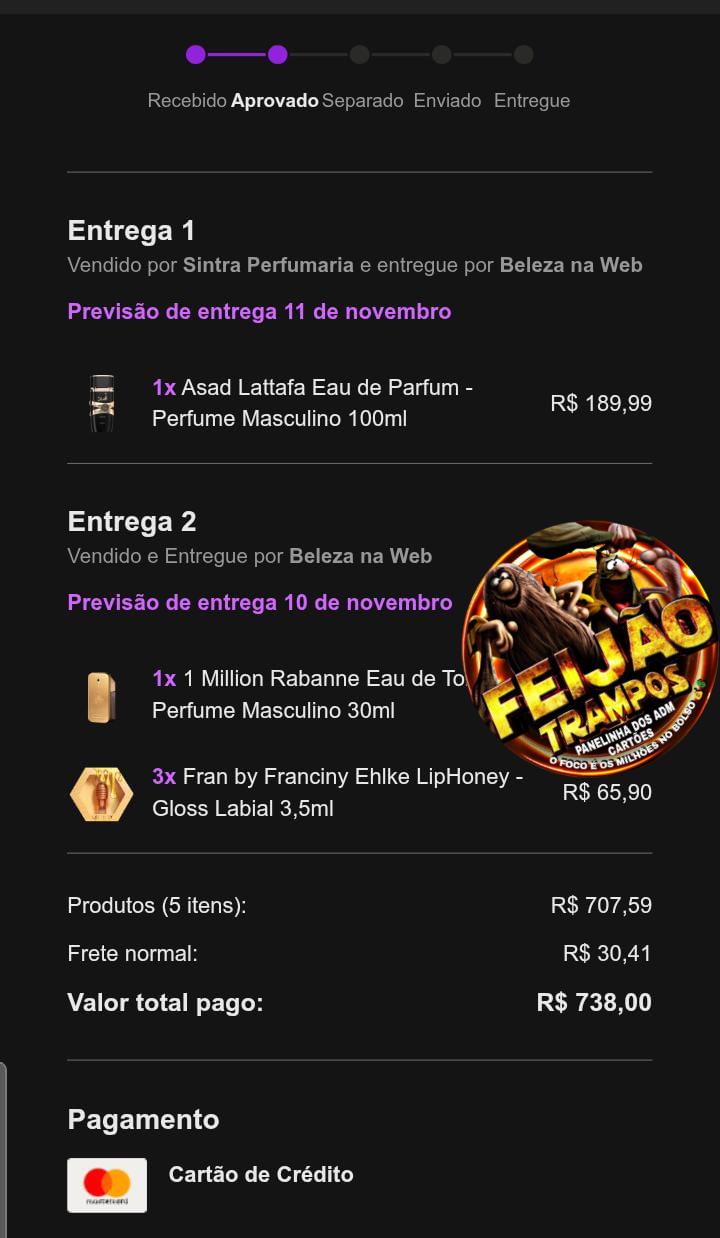 Recebido Aprovado Separado Enviado Entregue
Entrega 1
Vendido por Sintra Perfumaria e entregue por Beleza na Web
Previsão de entrega 11 de novembro
1x Asad Lattafa Eau de Parfum -
Perfume Masculino 100ml
R$ 189,99
Entrega 2
Vendido e Entregue por Beleza na Web
Previsão de entrega 10 de novembro
1x 1 Million Rabanne Eau de To
Perfume Masculino 30ml
FEIJÃO
TRAMPOS
PANELINHA DOS ADM
CARTÕES
O FOCO É OS MILHÕES NO BOLSO
3x Fran by Franciny Ehlke LipHoney -
Gloss Labial 3,5ml
R$ 65,90
Produtos (5 itens): R$ 707,59
Frete normal: R$ 30,41
Valor total pago: R$ 738,00
Pagamento
mastercard
Cartão de Crédito